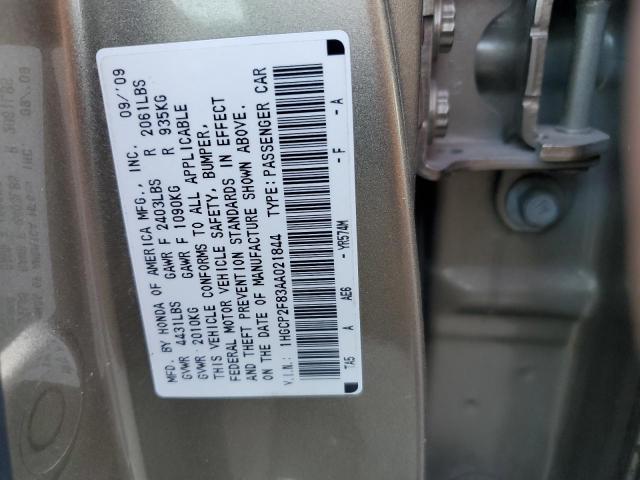 MFD. BY HONDA OF AMERICA MFG., INC. 09/'09
GVWR 4431LBS GAWR F 2403LBS R 2061LBS
GVWR 2010KG GAWR F 1090KG R 935KG
THIS VEHICLE CONFORMS TO ALL APPLICABLE
FEDERAL MOTOR VEHICLE SAFETY, BUMPER,
AND THEFT PREVENTION STANDARDS IN EFFECT
ON THE DATE OF MANUFACTURE SHOWN ABOVE.
V.I.N.: 1HGCP2F83AA021844 TYPE: PASSENGER CAR
TA5 A AE6 - YR574M - F - A